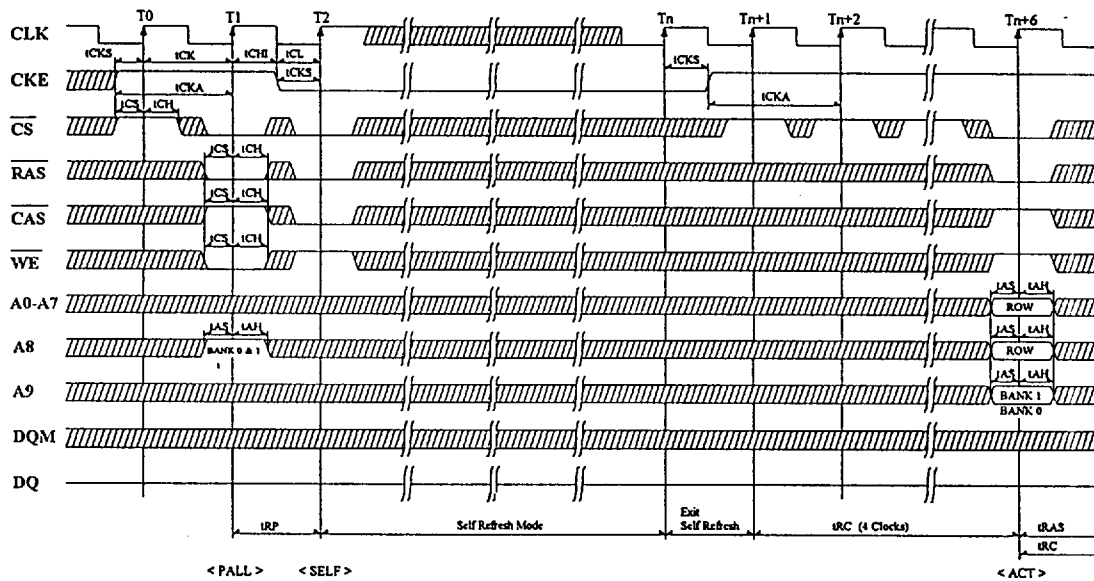 T0 T1 T2 Tn Tn+1 Tn+2 Tn+6
CLK
tCKS tCK tCHI tCL tCKS
CKE
tCKS
tCKA tCKA
CS
tCS tCH
RAS
tCS tCH
CAS
tCS tCH
WE
tCS tCH
A0-A7
tAS tAH
ROW
A8
tAS tAH
BANK 0 & 1
1
tAS tAH
ROW
A9
tAS tAH
BANK 1
BANK 0
DQM
DQ
tRP
Self Refresh Mode
Exit
Self Refresh
tRC (4 Clocks)
tRAS
tRC
< PALL > < SELF > < ACT >